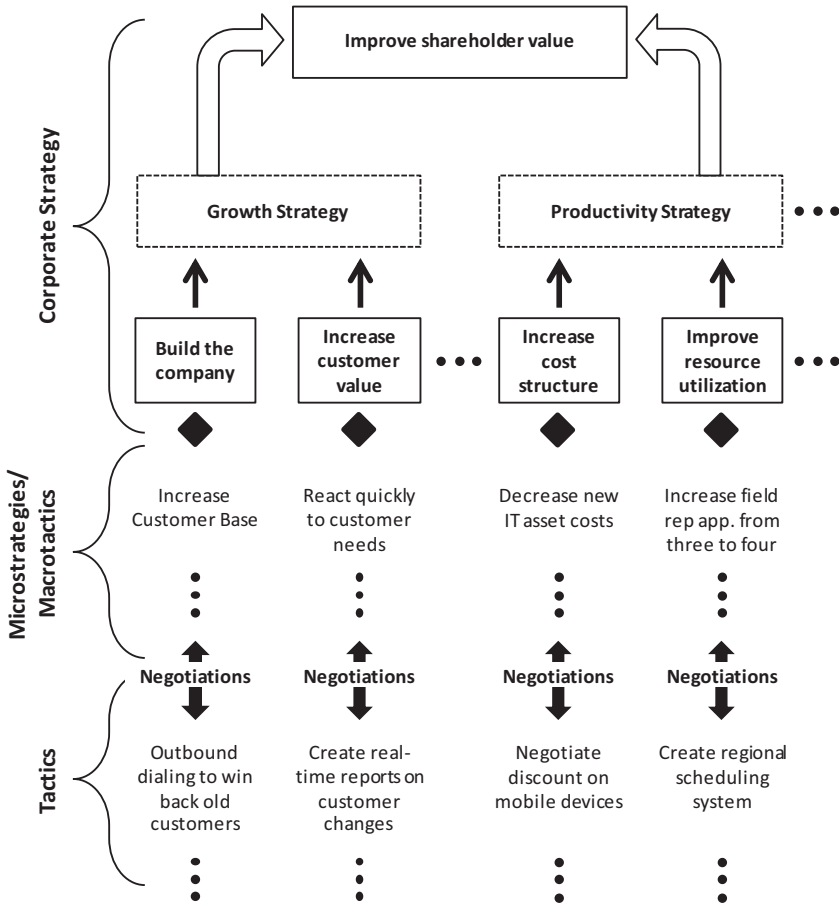 Improve shareholder value
Corporate Strategy
Growth Strategy
Productivity Strategy
Build the
company
Increase
customer
value
Increase
cost
structure
Improve
resource
utilization
Microstrategies/
Macrotactics
Increase
Customer Base
React quickly
to customer
needs
Decrease new
IT asset costs
Increase field
rep app. from
three to four
Negotiations
Negotiations
Negotiations
Negotiations
Tactics
Outbound
dialing to win
back old
customers
Create real-
time reports on
customer
changes
Negotiate
discount on
mobile devices
Create regional
scheduling
system